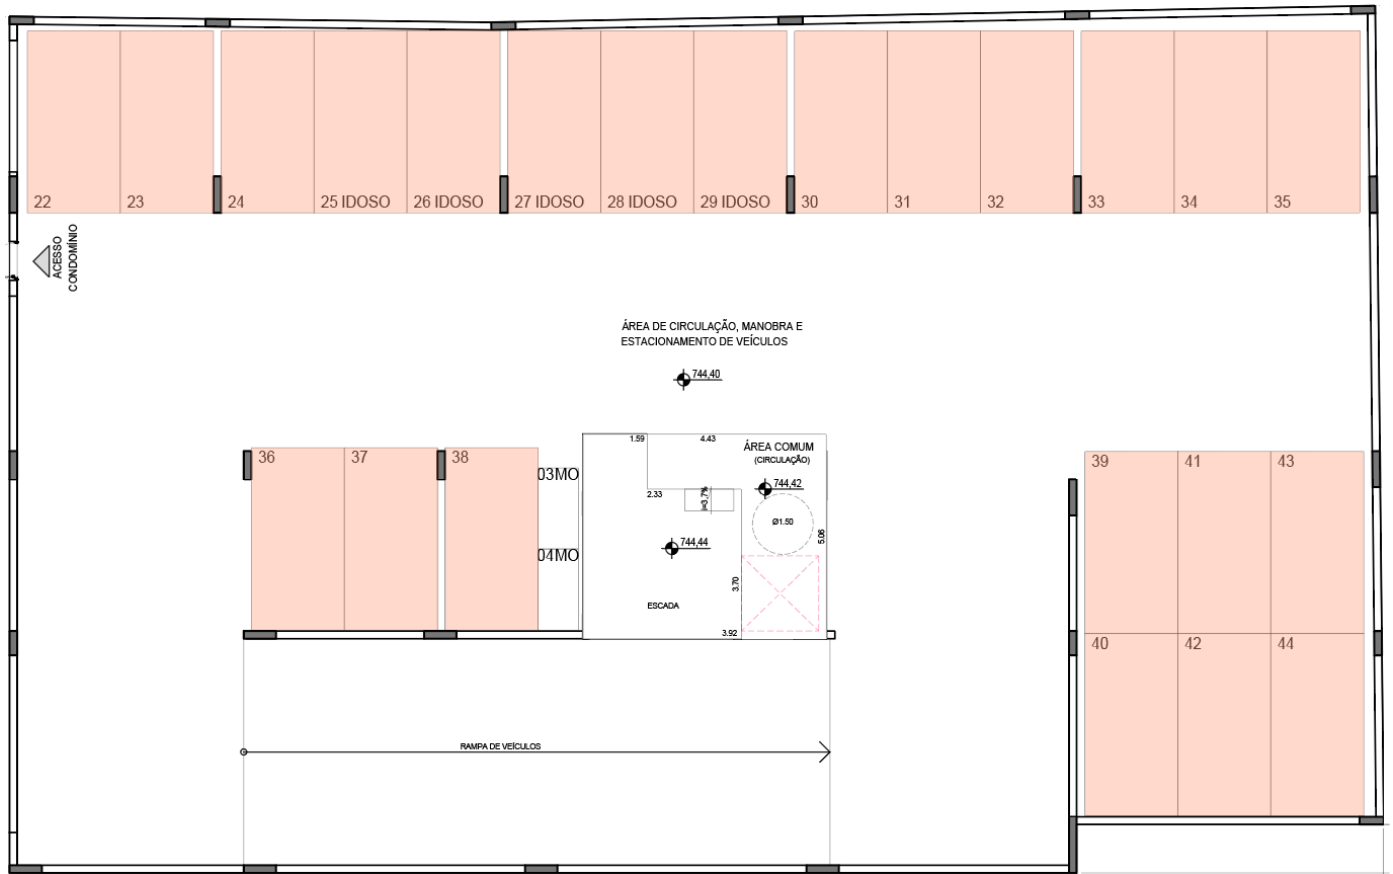 22
23
24
25 IDOSO
26 IDOSO
27 IDOSO
28 IDOSO
29 IDOSO
30
31
32
33
34
35
ACESSO
CONDOMÍNIO
ÁREA DE CIRCULAÇÃO, MANOBRA E
ESTACIONAMENTO DE VEÍCULOS
744,40
36
37
38
03MO
04MO
1.59
4.43
ÁREA COMUM
(CIRCULAÇÃO)
744,42
2.33
i=3,7%
Ø1.50
5.06
744,44
3.70
ESCADA
3.92
39
41
43
40
42
44
RAMPA DE VEÍCULOS